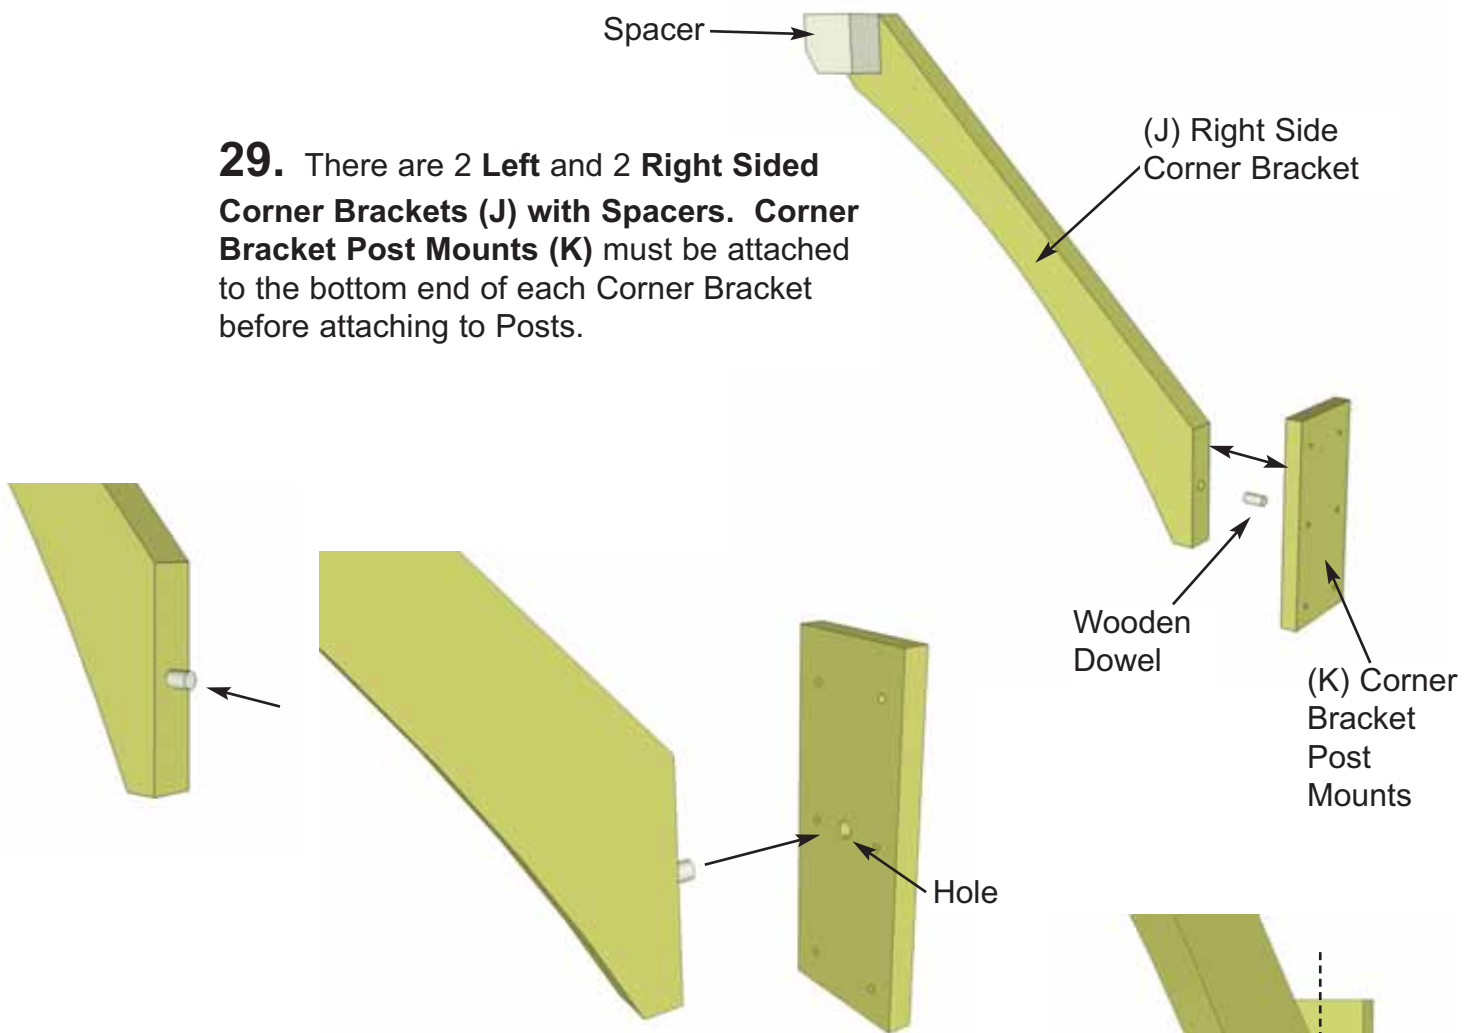 Spacer
(J) Right Side
Corner Bracket
29. There are 2 Left and 2 Right Sided
Corner Brackets (J) with Spacers. Corner
Bracket Post Mounts (K) must be attached
to the bottom end of each Corner Bracket
before attaching to Posts.
Wooden
Dowel
(K) Corner
Bracket
Post
Mounts
Hole